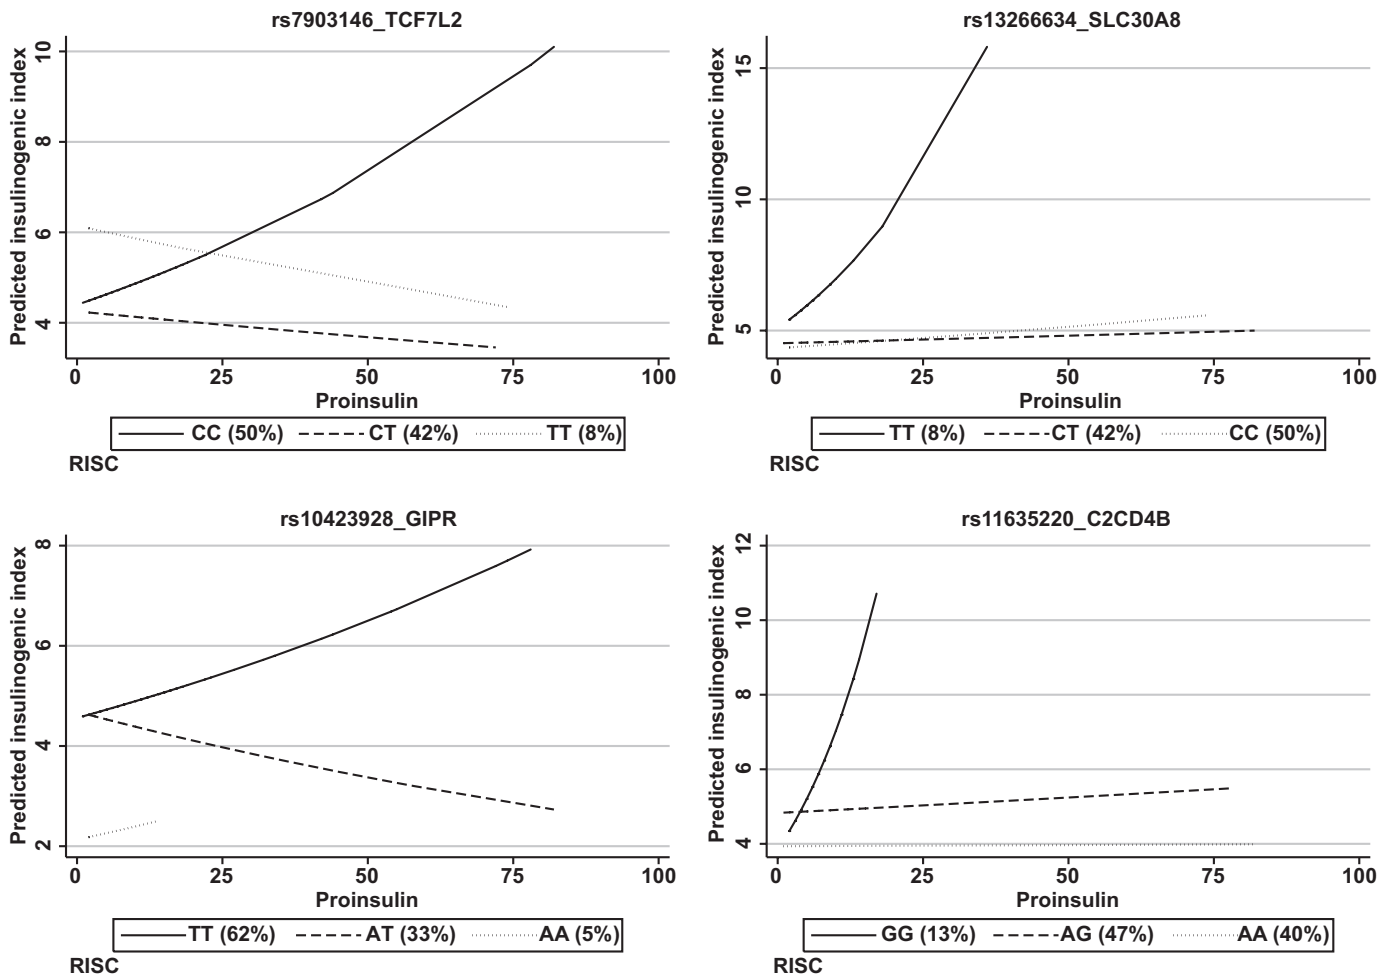 rs7903146_TCF7L2
Predicted insulinogenic index
10
8
6
4
0 25 50 75 100
Proinsulin
CC (50%) CT (42%) TT (8%)
RISC
rs13266634_SLC30A8
Predicted insulinogenic index
15
10
5
0 25 50 75 100
Proinsulin
TT (8%) CT (42%) CC (50%)
RISC
rs10423928_GIPR
Predicted insulinogenic index
8
6
4
2
0 25 50 75 100
Proinsulin
TT (62%) AT (33%) AA (5%)
RISC
rs11635220_C2CD4B
Predicted insulinogenic index
12
10
8
6
4
0 25 50 75 100
Proinsulin
GG (13%) AG (47%) AA (40%)
RISC